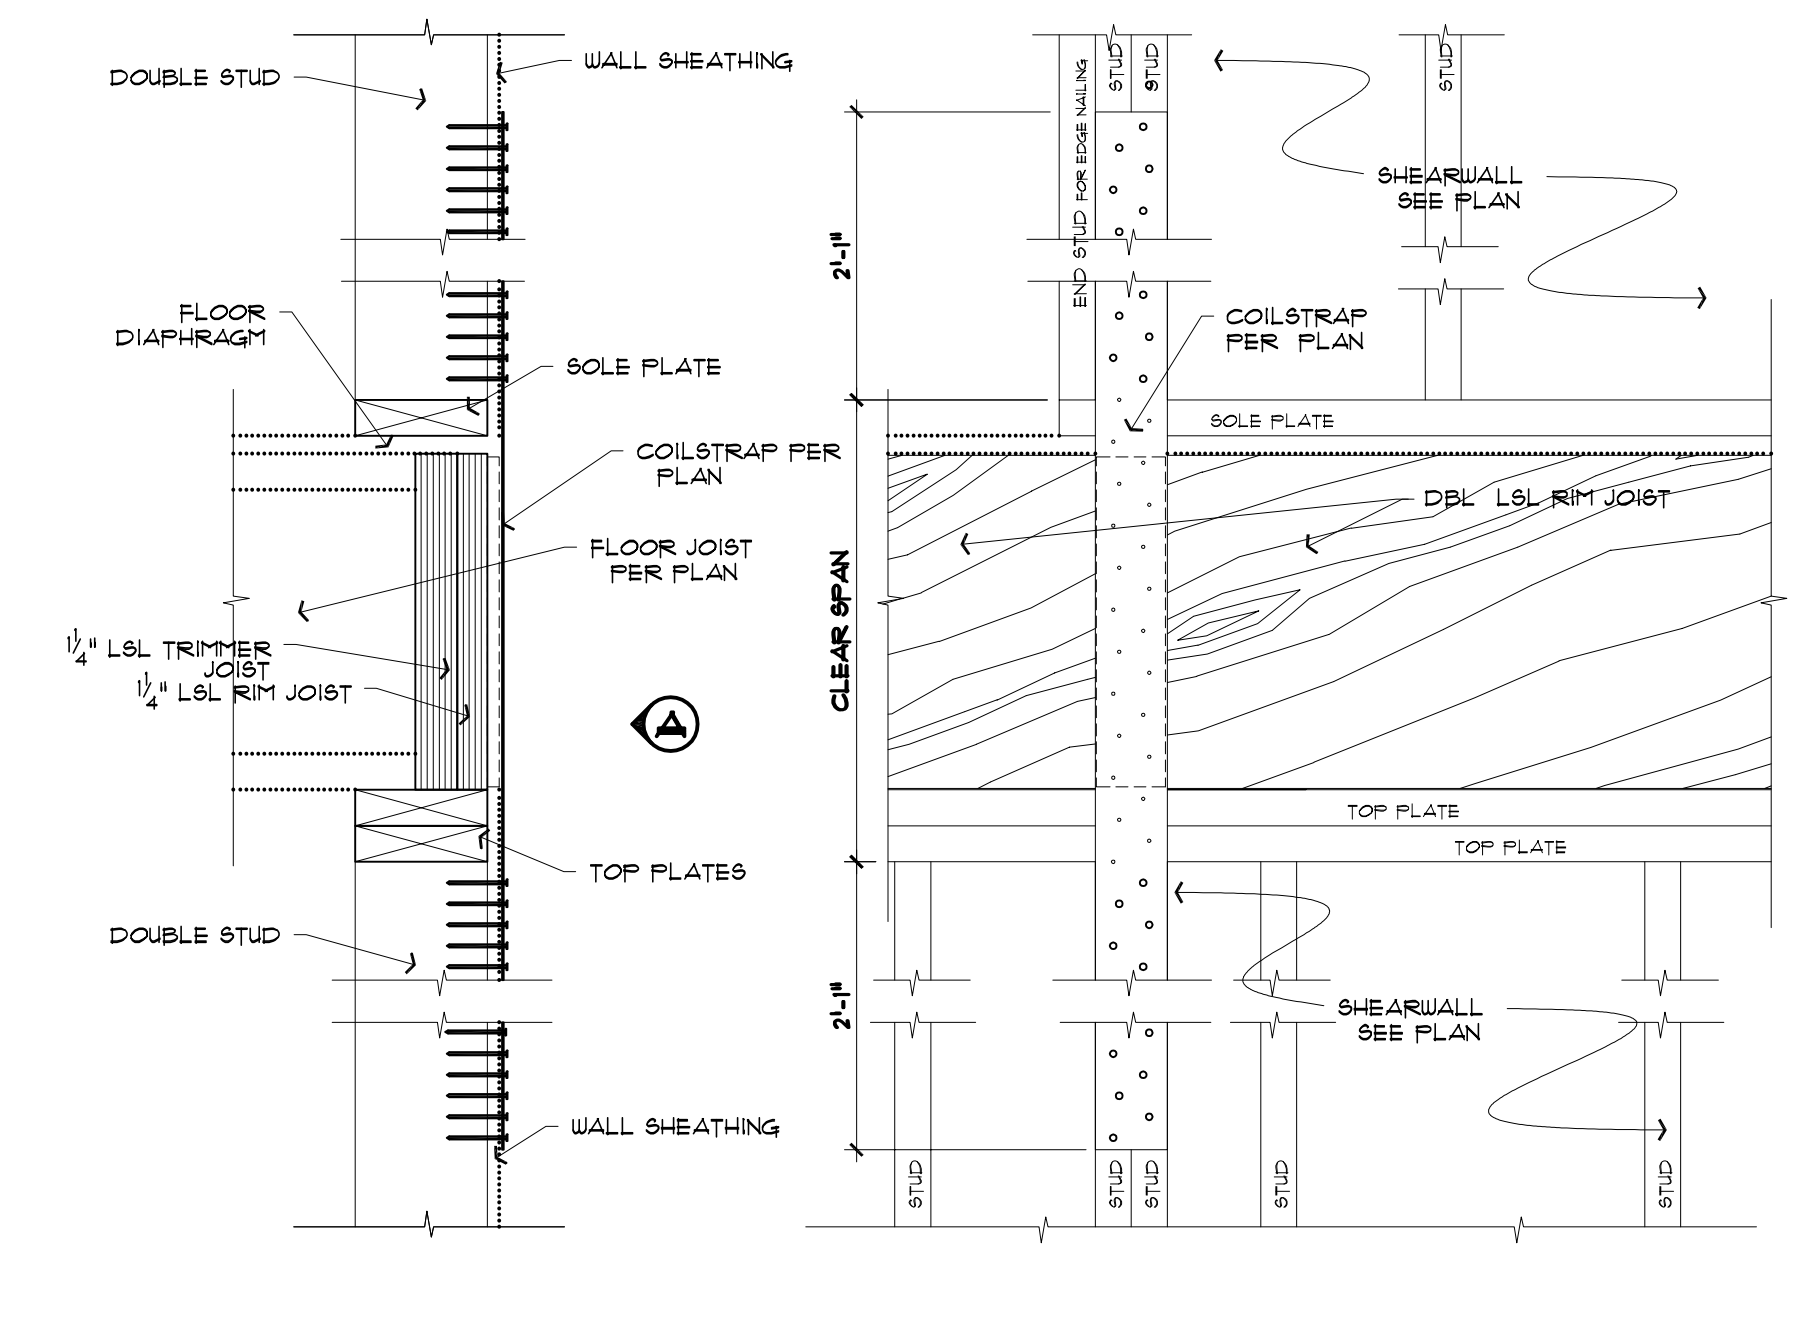 DOUBLE STUD
WALL SHEATHING
FLOOR
DIAPHRAGM
SOLE PLATE
COILSTRAP PER
PLAN
FLOOR JOIST
PER PLAN
1 1/4" LSL TRIMMER
JOIST
1 1/4" LSL RIM JOIST
A
TOP PLATES
DOUBLE STUD
WALL SHEATHING
2'-1"
CLEAR SPAN
2'-1"
END STUD FOR EDGE NAILING
STUD
STUD
STUD
SHEARWALL
SEE PLAN
COILSTRAP
PER PLAN
SOLE PLATE
DBL LSL RIM JOIST
TOP PLATE
TOP PLATE
SHEARWALL
SEE PLAN
STUD
STUD
STUD
STUD
STUD